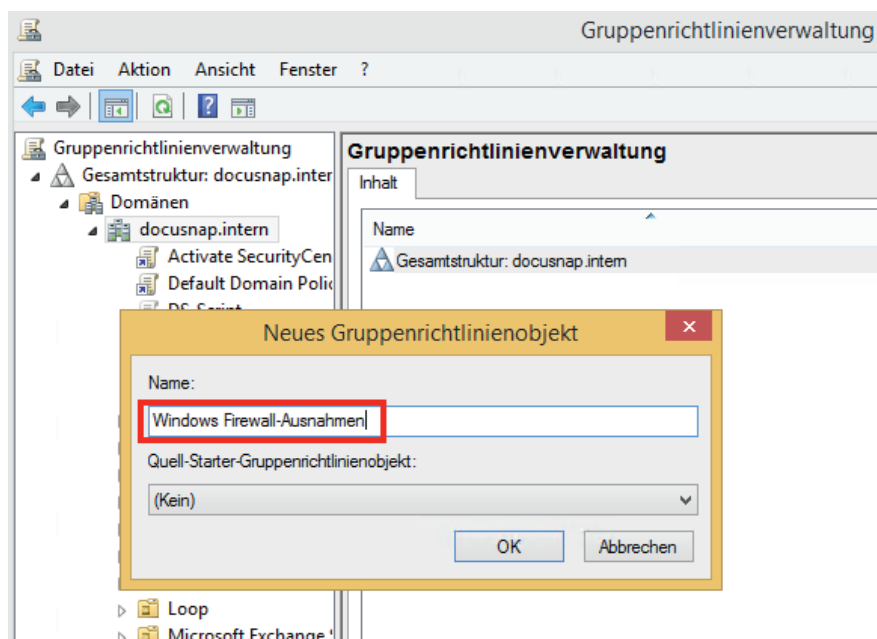 Gruppenrichtlinienverwaltung
Datei Aktion Ansicht Fenster ?
Gruppenrichtlinienverwaltung
Gesamtstruktur: docusnap.inter
Domänen
docusnap.intern
Activate SecurityCen
Default Domain Polic
DS-Script
Loop
Microsoft Exchange
Gruppenrichtlinienverwaltung
Inhalt
Name
Gesamtstruktur: docusnap.intern
Neues Gruppenrichtlinienobjekt
Name:
Windows Firewall-Ausnahmen
Quell-Starter-Gruppenrichtlinienobjekt:
(Kein)
OK Abbrechen